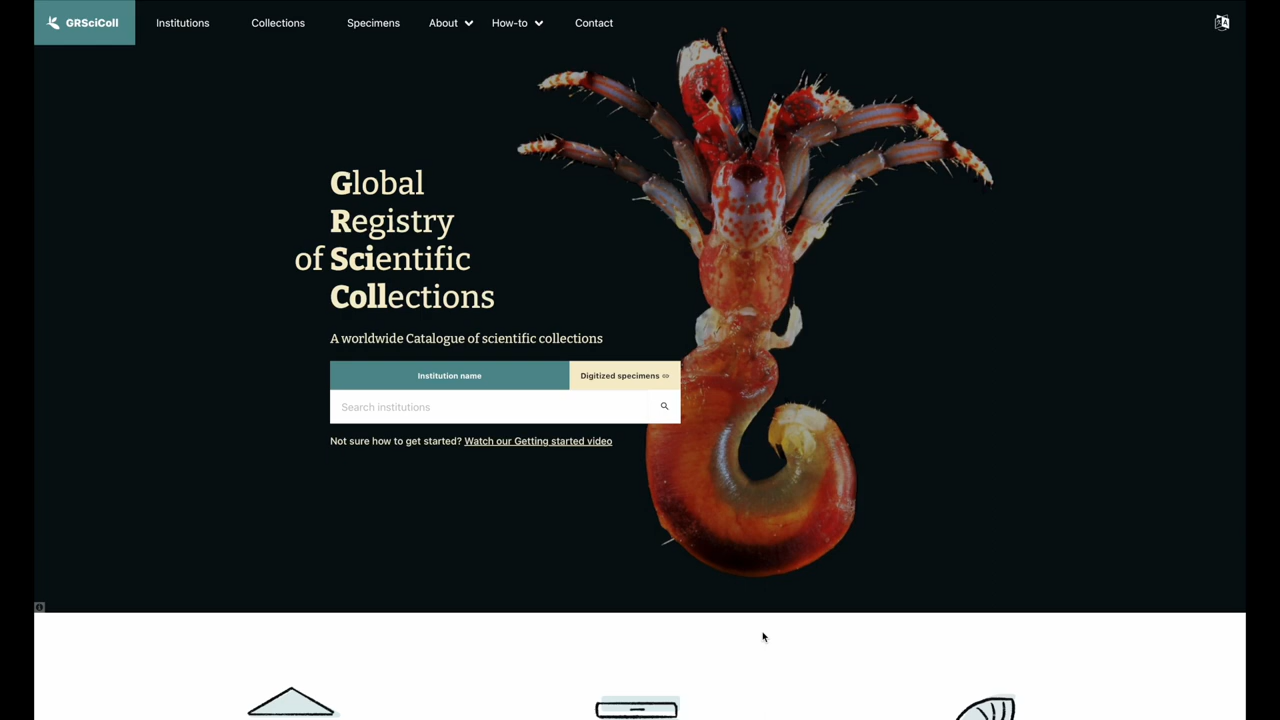 GRSciColl
Institutions
Collections
Specimens
About
How-to
Contact
Global
Registry
of Scientific
Collections
A worldwide Catalogue of scientific collections
Institution name
Digitized specimens
Search institutions
Not sure how to get started? Watch our Getting started video